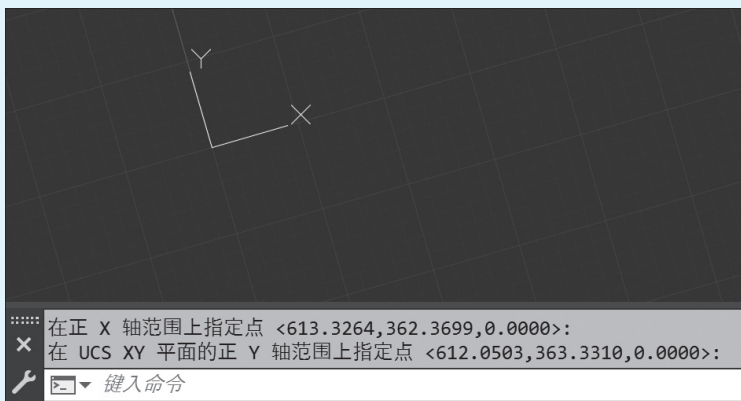 Y
X
在正 X 轴范围上指定点 <613.3264,362.3699,0.0000>:
在 UCS XY 平面的正 Y 轴范围上指定点 <612.0503,363.3310,0.0000>:
键入命令